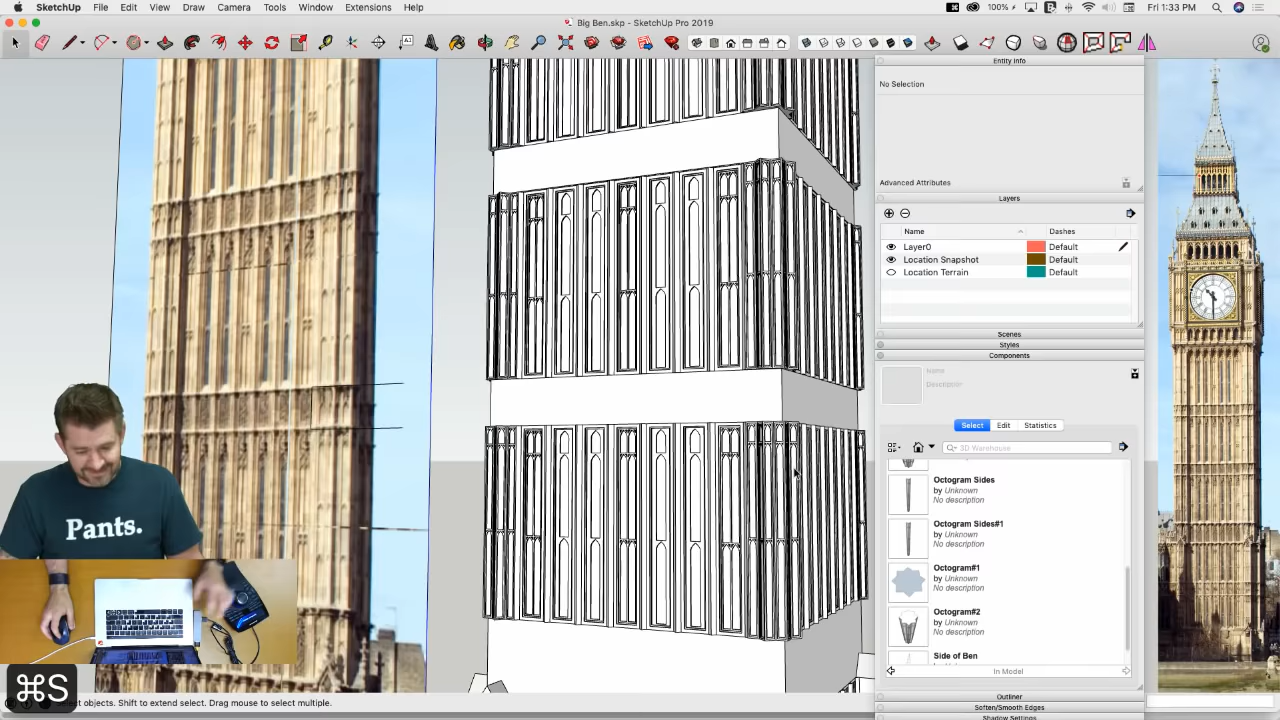 SketchUp File Edit View Draw Camera Tools Window Extensions Help
100% Fri 1:33 PM
Big Ben.skp - SketchUp Pro 2019
Entity Info
No Selection
Advanced Attributes
Layers
Name Dashes
Layer0 Default
Location Snapshot Default
Location Terrain Default
Scenes
Styles
Components
Name
Description
Select Edit Statistics
3D Warehouse
Octogram Sides
by Unknown
No description
Octogram Sides#1
by Unknown
No description
Octogram#1
by Unknown
No description
Octogram#2
by Unknown
No description
Side of Ben
In Model
Outliner
Soften/Smooth Edges
Shadow Settings
Pants.
⌘S
objects. Shift to extend select. Drag mouse to select multiple.